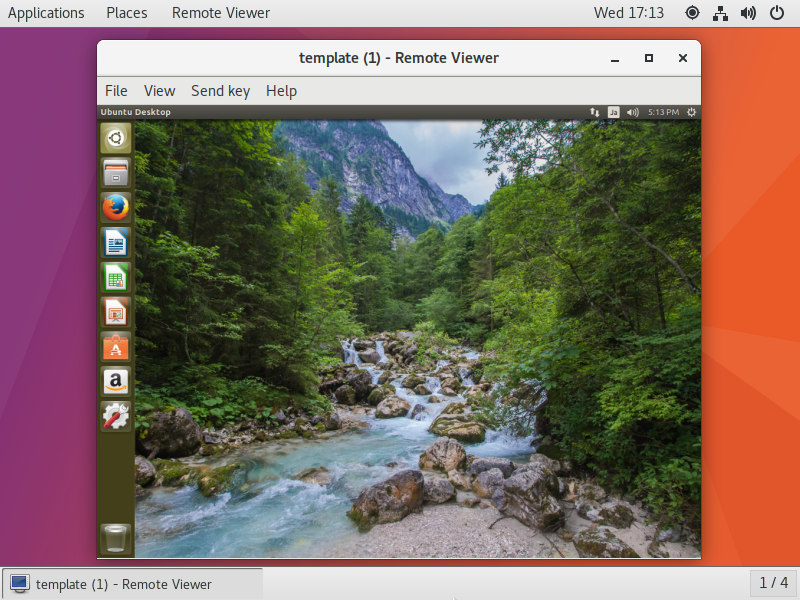 Applications Places Remote Viewer Wed 17:13
template (1) - Remote Viewer
File View Send key Help
Ubuntu Desktop Ja 5:13 PM
a
template (1) - Remote Viewer 1 / 4